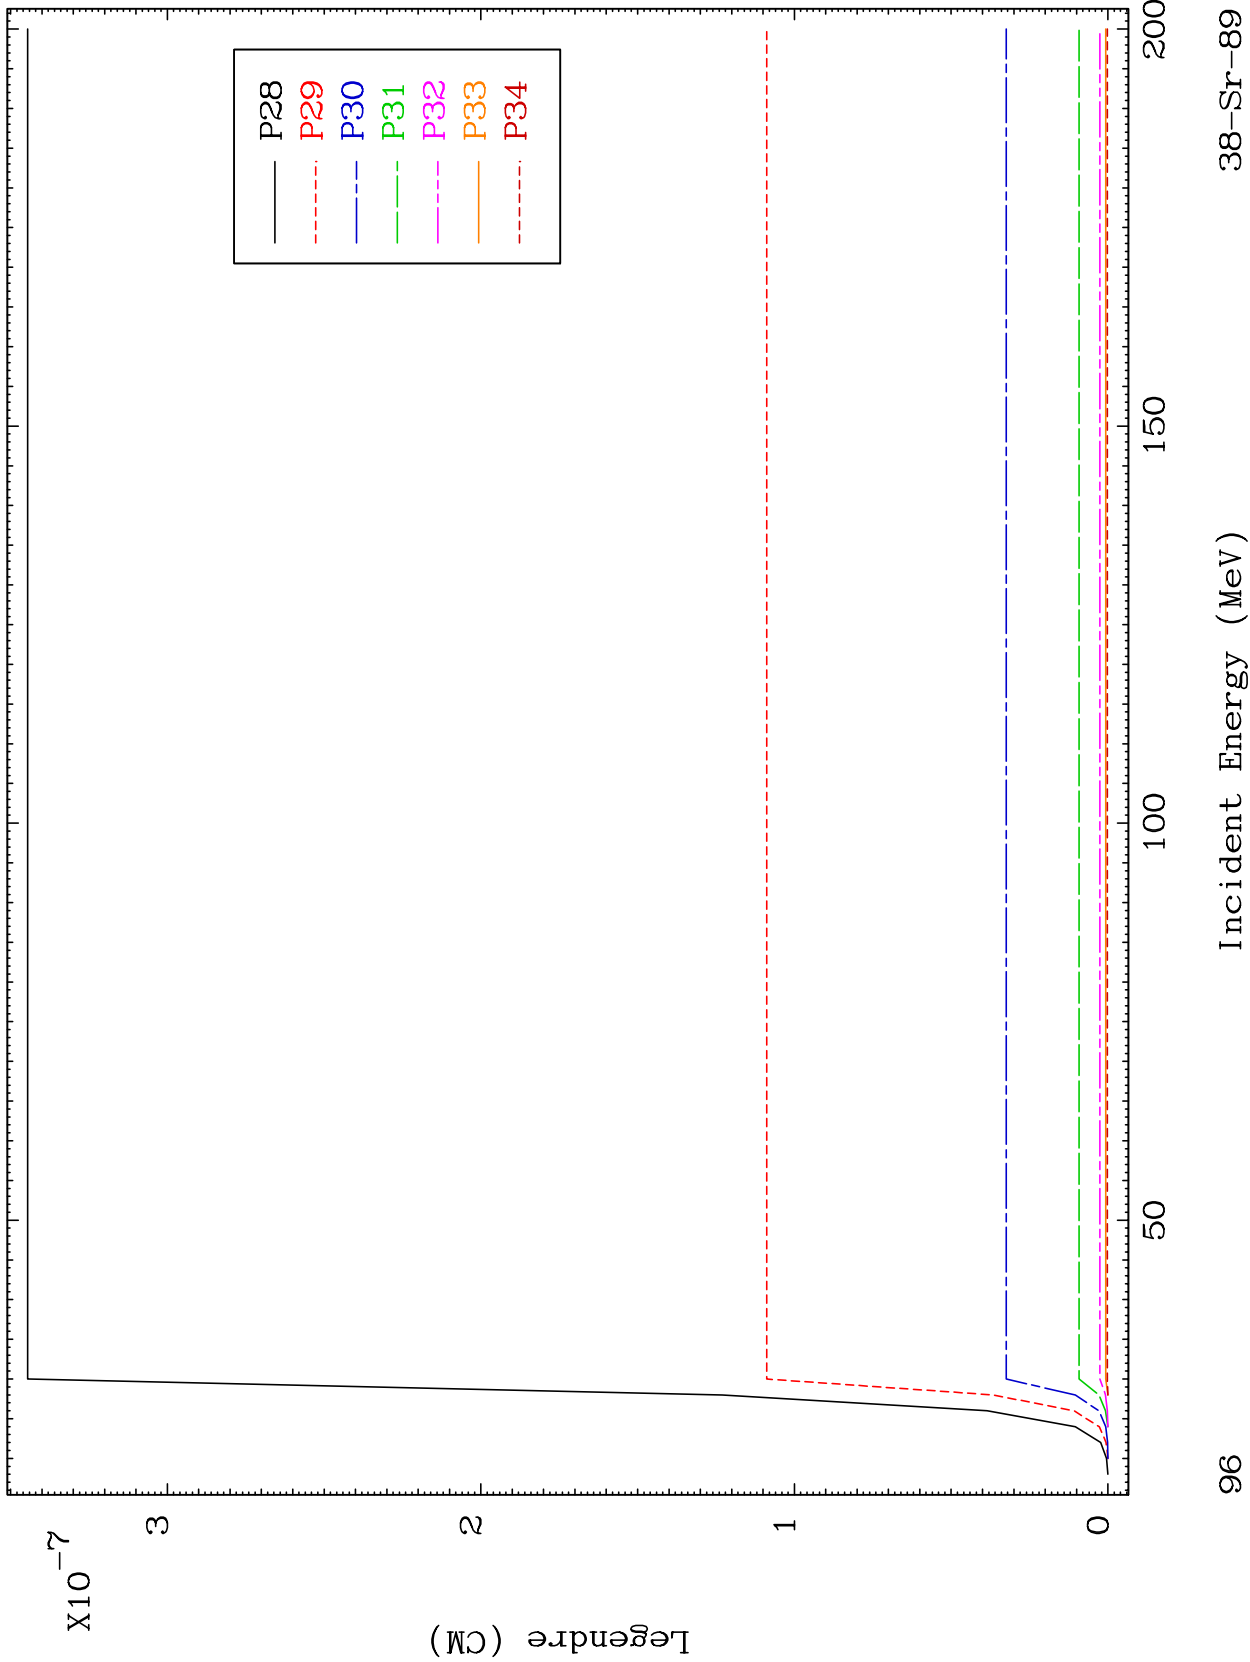 X10-7
3
2
1
0
Legendre (CM)
P28
P29
P30
P31
P32
P33
P34
50
100
150
200
96
Incident Energy (MeV)
38-Sr-89